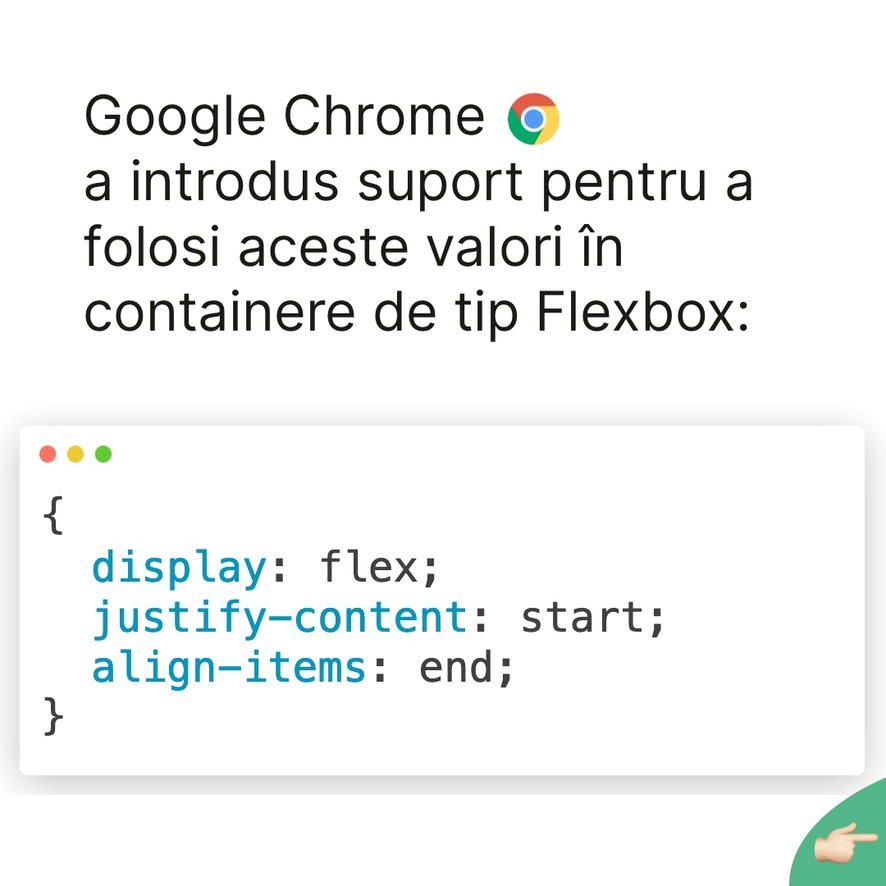 Google Chrome
a introdus suport pentru a
folosi aceste valori în
containere de tip Flexbox:
{
display: flex;
justify-content: start;
align-items: end;
}